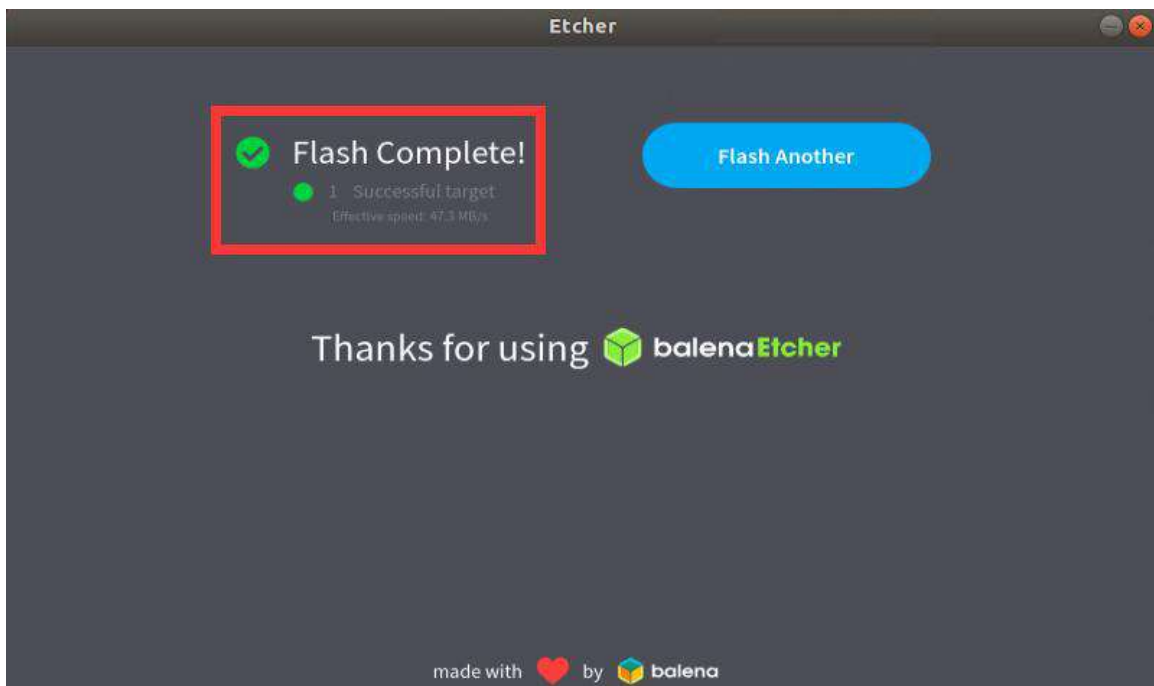 Etcher
Flash Complete!
1 Successful target
Effective speed: 47.3 MB/s
Flash Another
Thanks for using balenaEtcher
made with by balena